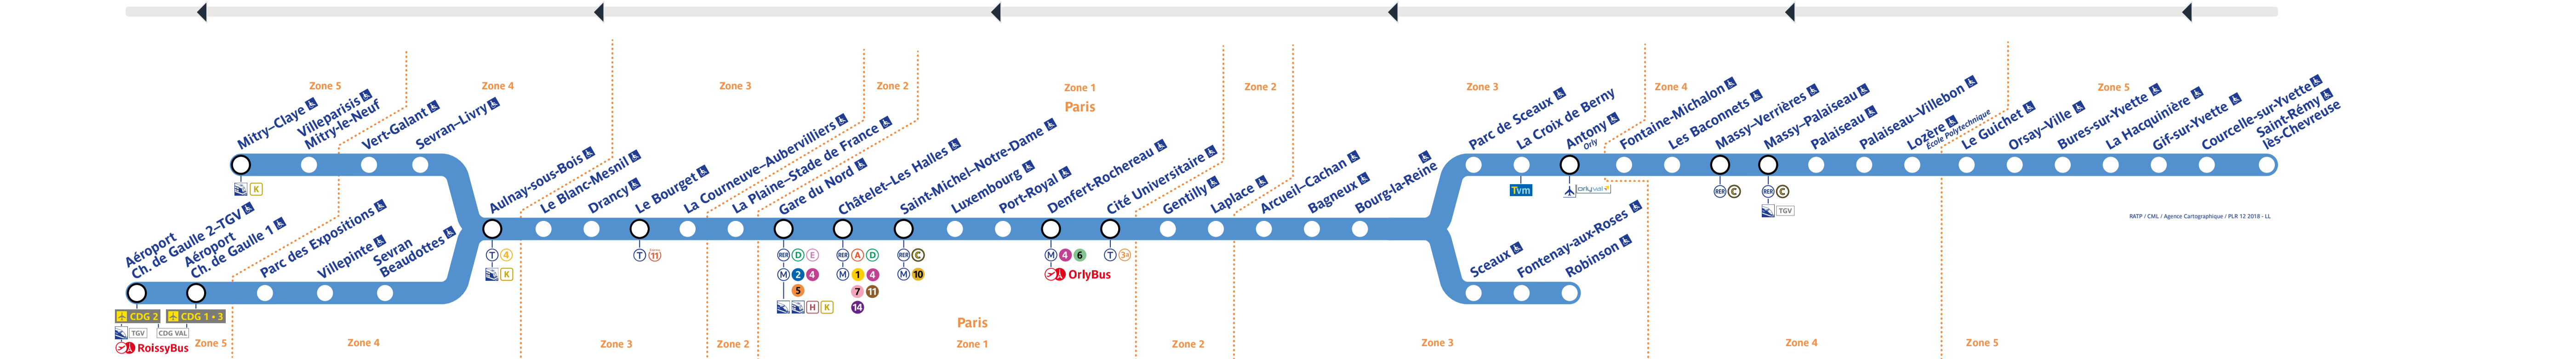 Zone 5
Zone 4
Zone 3
Zone 2
Zone 1
Paris
Zone 2
Zone 3
Zone 4
Zone 5
Mitry–Claye
Villeparisis
Mitry-le-Neuf
Vert-Galant
Sevran–Livry
Aéroport
Ch. de Gaulle 2–TGV
Aéroport
Ch. de Gaulle 1
Parc des Expositions
Villepinte
Sevran
Beaudottes
Aulnay-sous-Bois
Le Blanc-Mesnil
Drancy
Le Bourget
La Courneuve–Aubervilliers
La Plaine–Stade de France
Gare du Nord
Châtelet–Les Halles
Saint-Michel–Notre-Dame
Luxembourg
Port-Royal
Denfert-Rochereau
Cité Universitaire
Gentilly
Laplace
Arcueil–Cachan
Bagneux
Bourg-la-Reine
Parc de Sceaux
La Croix de Berny
Antony
Orly
Fontaine-Michalon
Les Baconnets
Massy–Verrières
Massy–Palaiseau
Palaiseau
Palaiseau–Villebon
Lozère
École Polytechnique
Le Guichet
Orsay–Ville
Bures-sur-Yvette
La Hacquinière
Gif-sur-Yvette
Courcelle-sur-Yvette
Saint-Rémy
lès-Chevreuse
Sceaux
Fontenay-aux-Roses
Robinson
K
CDG 2
CDG 1 • 3
TGV
CDG VAL
RoissyBus
T 4
K
T 11
RER D E
M 2 4
5
H K
RER A D
M 1 4
7 11
14
RER C
M 10
M 4 6
OrlyBus
T 3a
Tvm
orlyval
RER C
RER C
TGV
RATP / CML / Agence Cartographique / PLR 12 2018 - LL
Zone 5
Zone 4
Zone 3
Zone 2
Paris
Zone 1
Zone 2
Zone 3
Zone 4
Zone 5